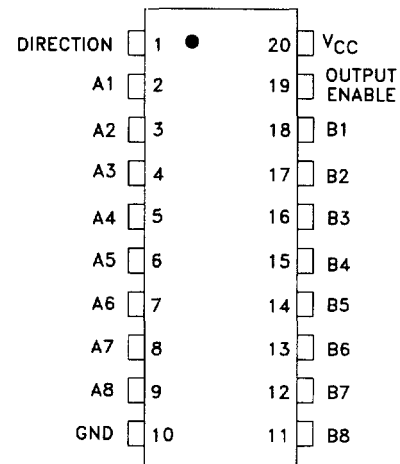 DIRECTION 1 20 VCC
A1 2 19 OUTPUT ENABLE
A2 3 18 B1
A3 4 17 B2
A4 5 16 B3
A5 6 15 B4
A6 7 14 B5
A7 8 13 B6
A8 9 12 B7
GND 10 11 B8